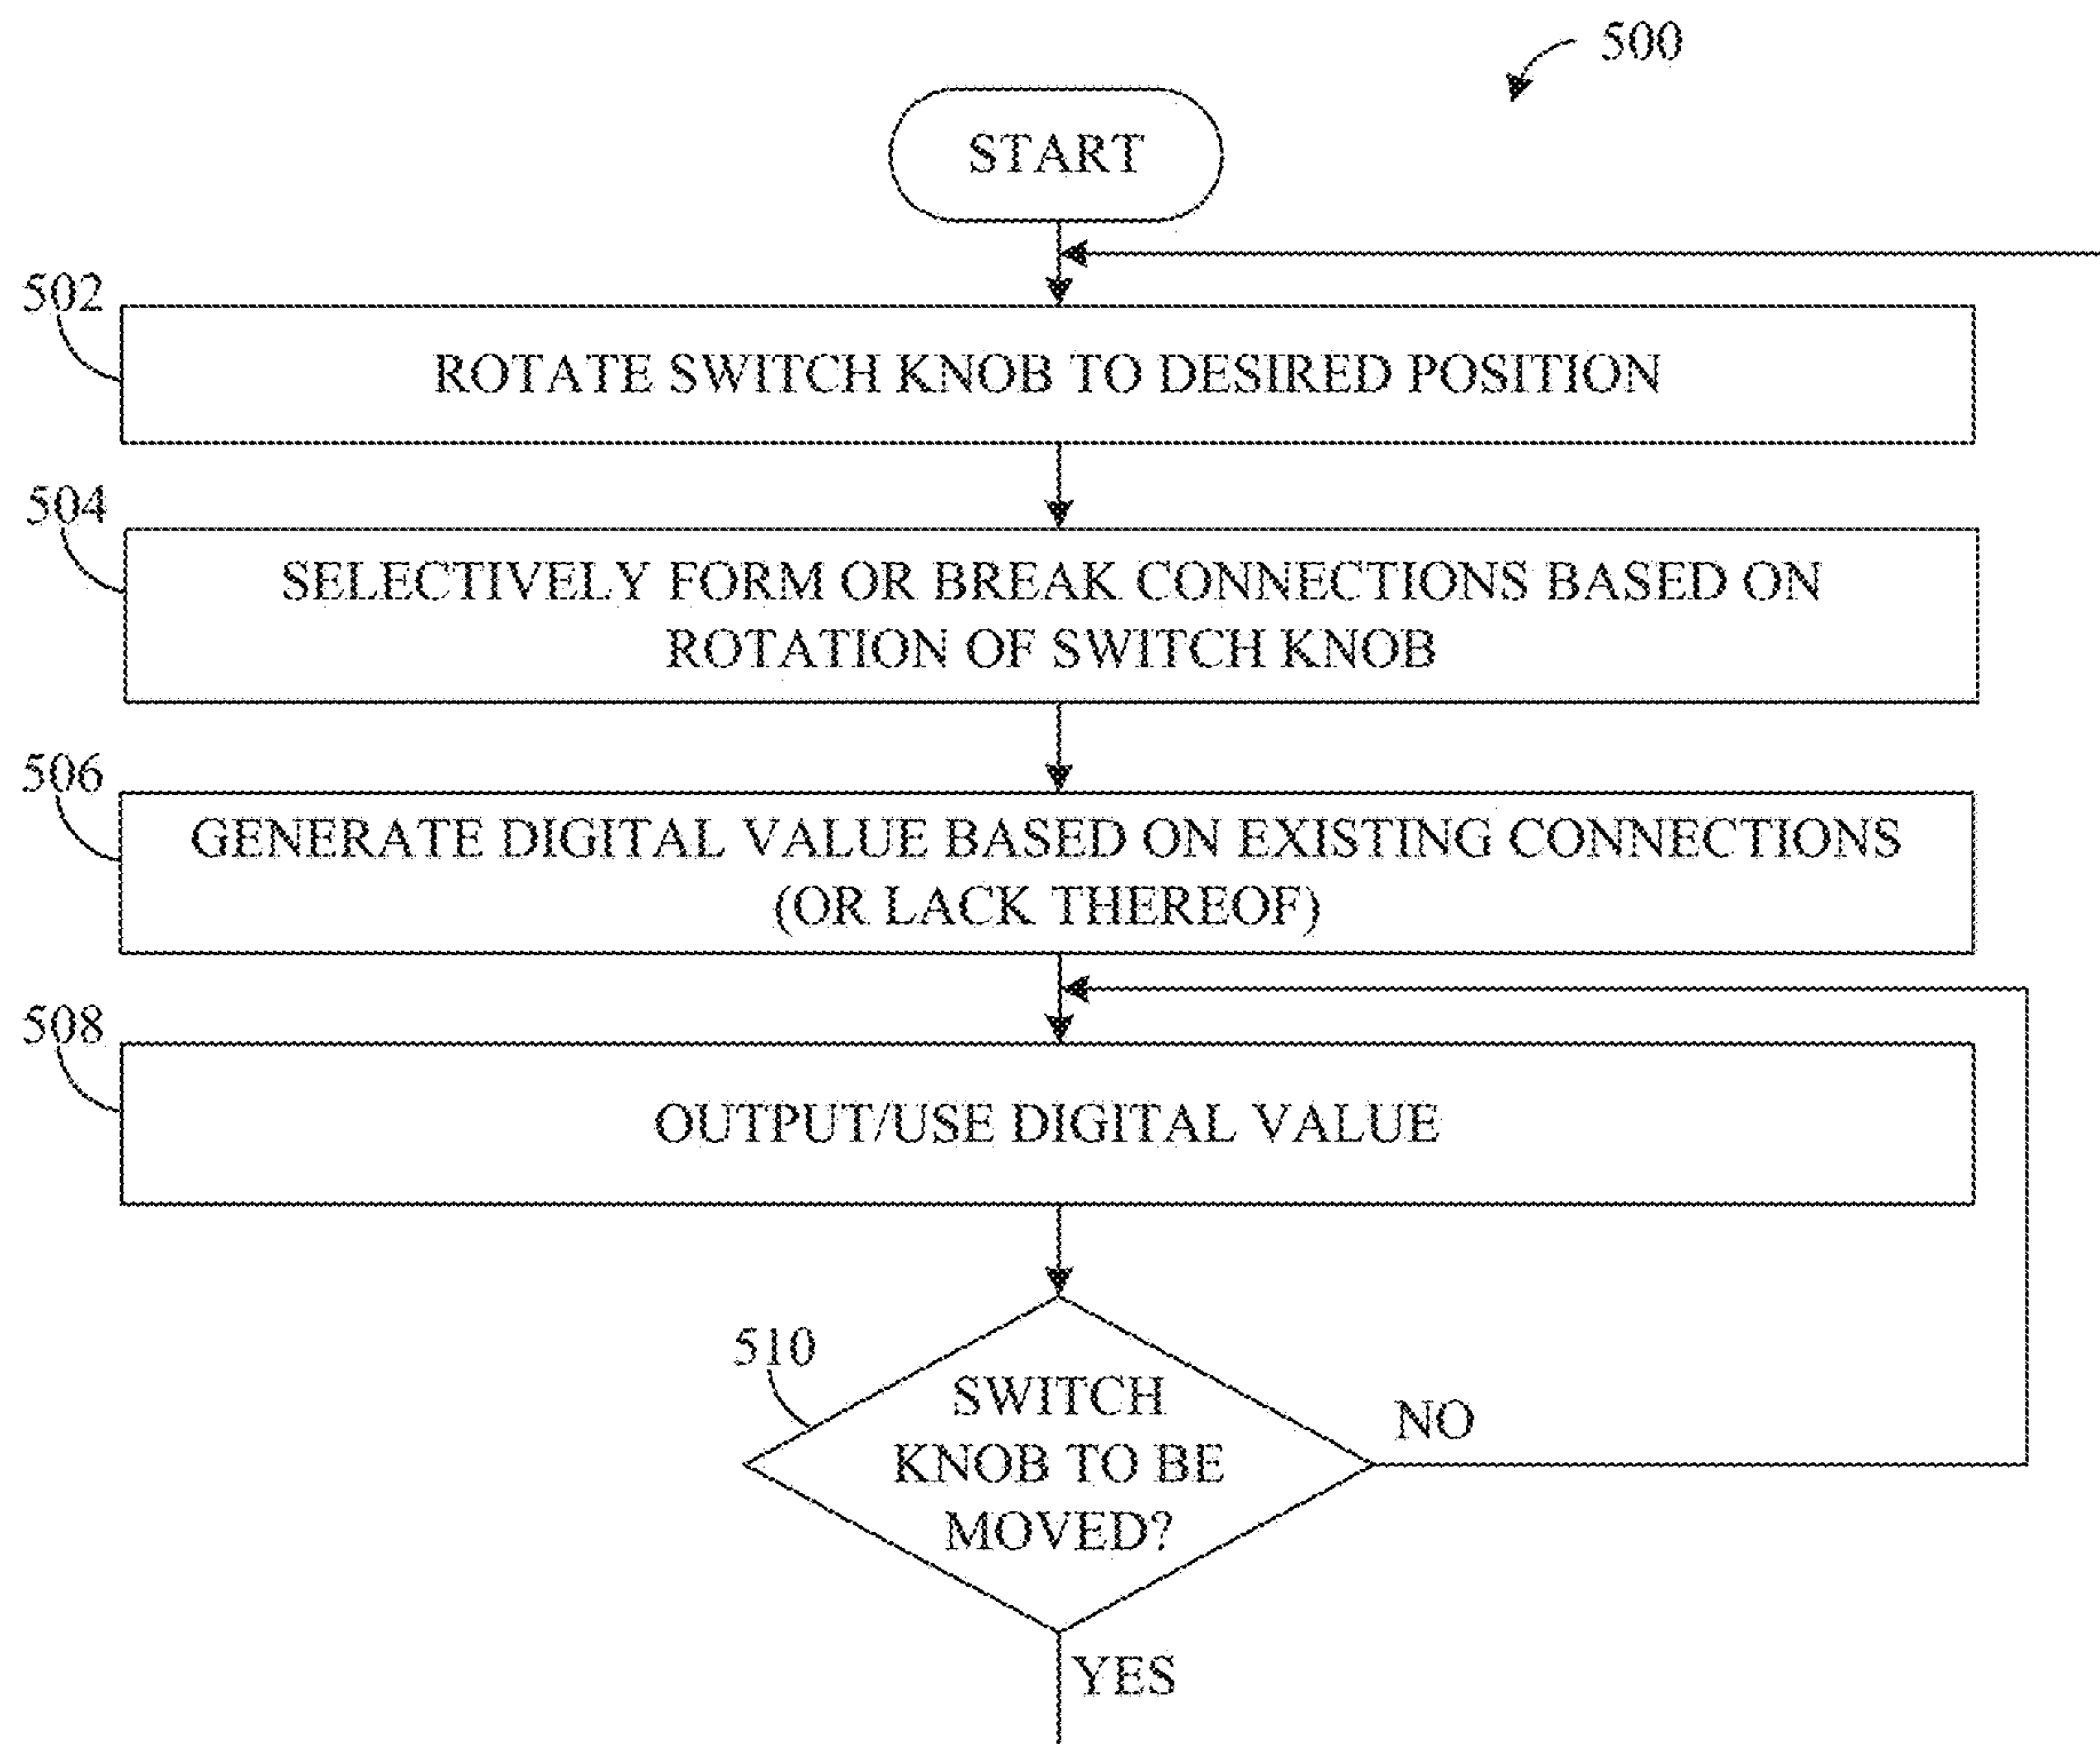 500
START
502
ROTATE SWITCH KNOB TO DESIRED POSITION
504
SELECTIVELY FORM OR BREAK CONNECTIONS BASED ON
ROTATION OF SWITCH KNOB
506
GENERATE DIGITAL VALUE BASED ON EXISTING CONNECTIONS
(OR LACK THEREOF)
508
OUTPUT/USE DIGITAL VALUE
510
SWITCH
KNOB TO BE
MOVED?
NO
YES